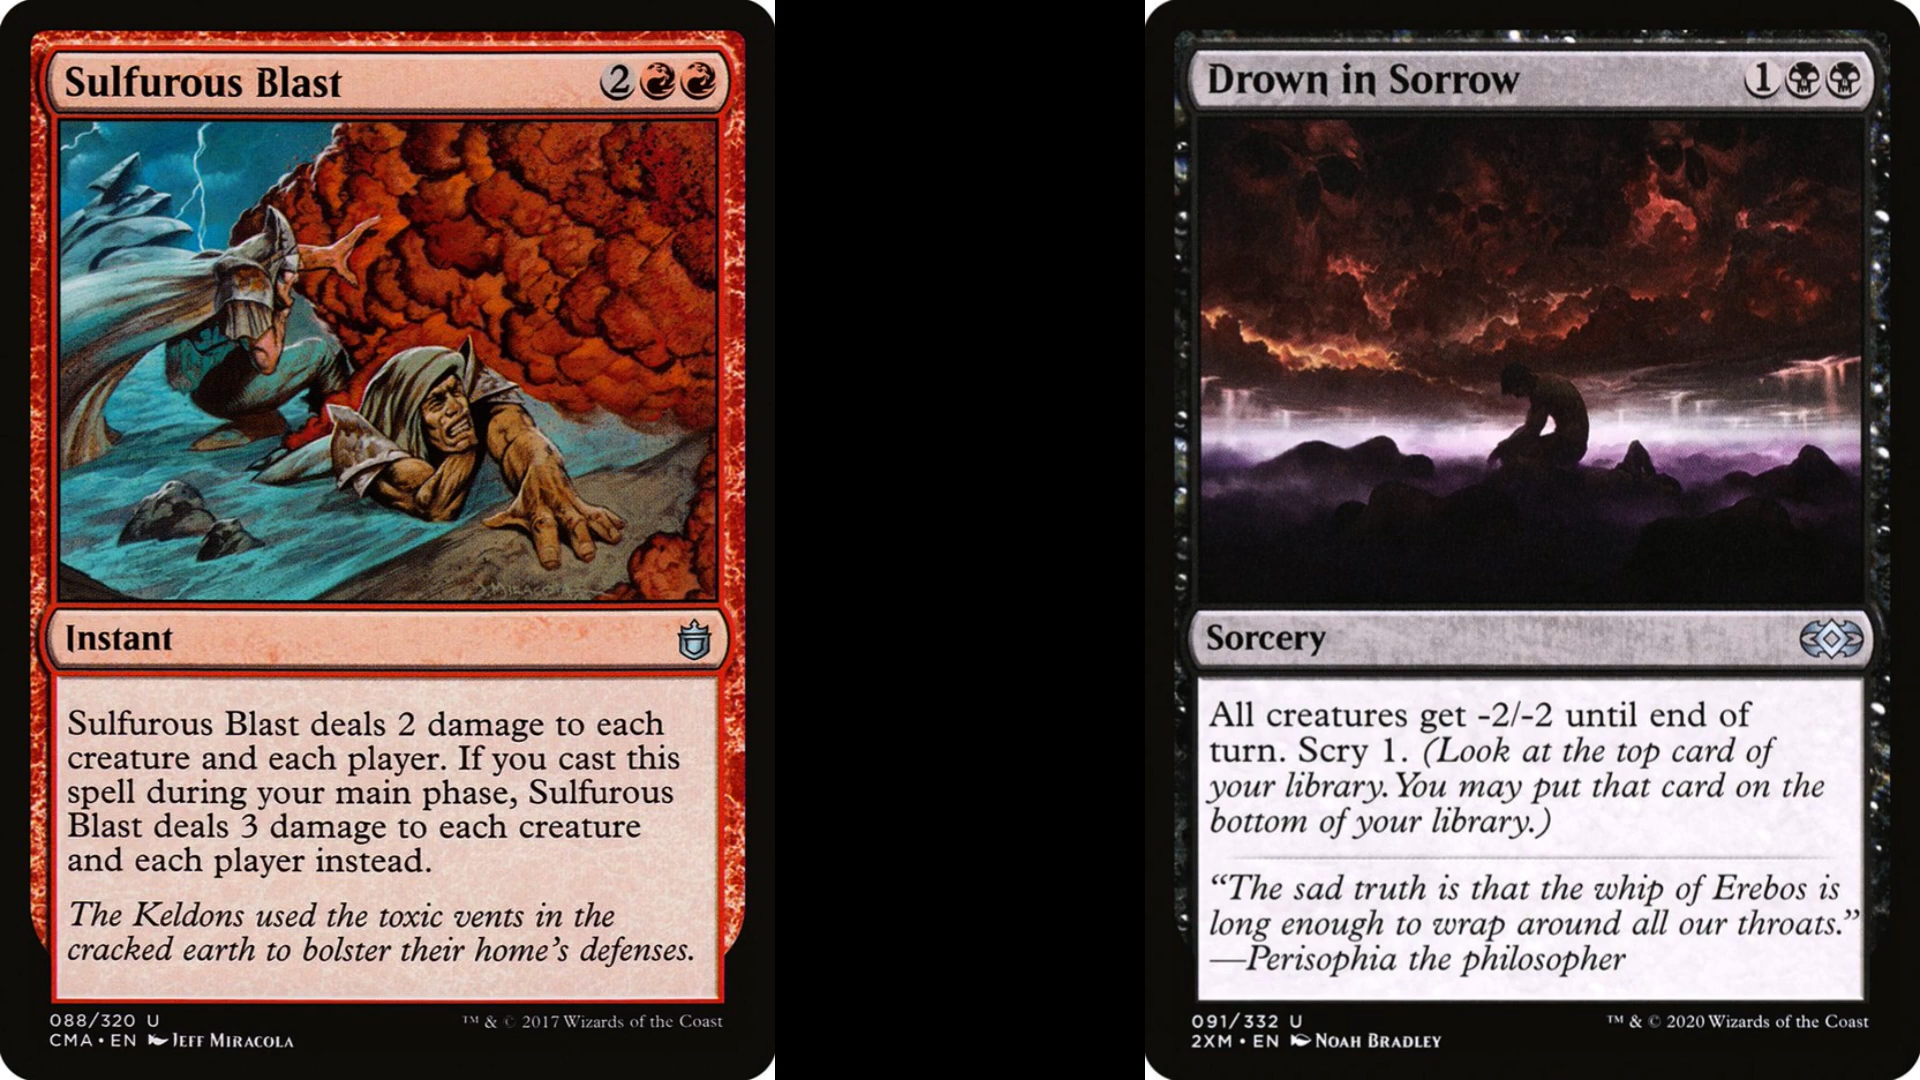 Sulfurous Blast
2
Instant
Sulfurous Blast deals 2 damage to each
creature and each player. If you cast this
spell during your main phase, Sulfurous
Blast deals 3 damage to each creature
and each player instead.
The Keldons used the toxic vents in the
cracked earth to bolster their home's defenses.
088/320 U
CMA • EN Jeff Miracola
™ & © 2017 Wizards of the Coast
Drown in Sorrow
1
Sorcery
All creatures get -2/-2 until end of
turn. Scry 1. (Look at the top card of
your library. You may put that card on the
bottom of your library.)
“The sad truth is that the whip of Erebos is
long enough to wrap around all our throats.”
—Perisophia the philosopher
091/332 U
2XM • EN Noah Bradley
™ & © 2020 Wizards of the Coast